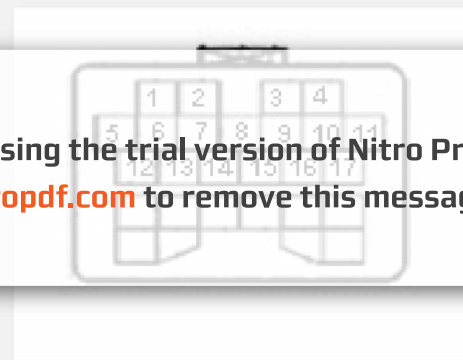 1 2 3 4
5 6 7 8 9 10 11
sing the trial version of Nitro Pr
12 13 14 15 16 17
opdf.com to remove this messag